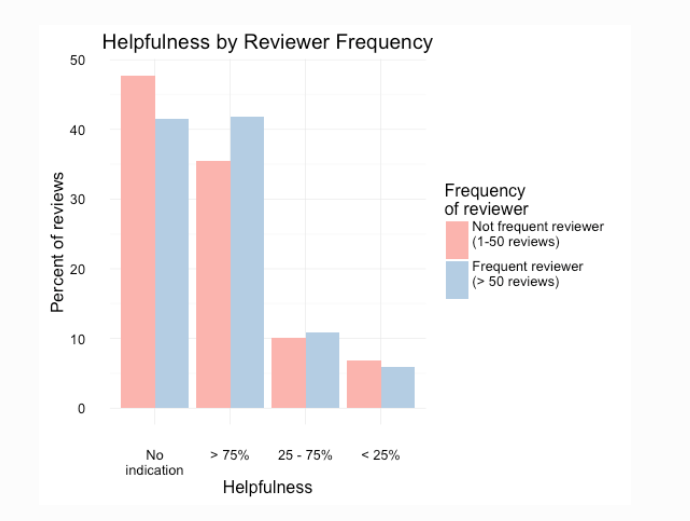 Helpfulness by Reviewer Frequency
50
40
30
20
10
0
Percent of reviews
No
indication
> 75%
25 - 75%
< 25%
Helpfulness
Frequency
of reviewer
Not frequent reviewer
(1-50 reviews)
Frequent reviewer
(> 50 reviews)